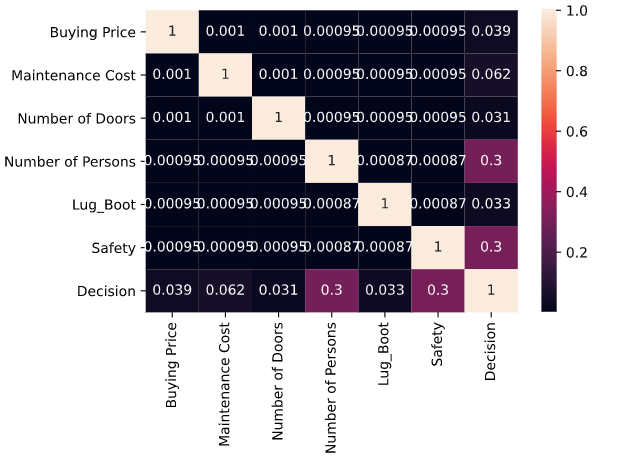 Buying Price 1 0.001 0.001 0.00095 0.00095 0.00095 0.039
Maintenance Cost 0.001 1 0.001 0.00095 0.00095 0.00095 0.062
Number of Doors 0.001 0.001 1 0.00095 0.00095 0.00095 0.031
Number of Persons 0.00095 0.00095 0.00095 1 0.00087 0.00087 0.3
Lug_Boot 0.00095 0.00095 0.00095 0.00087 1 0.00087 0.033
Safety 0.00095 0.00095 0.00095 0.00087 0.00087 1 0.3
Decision 0.039 0.062 0.031 0.3 0.033 0.3 1
Buying Price
Maintenance Cost
Number of Doors
Number of Persons
Lug_Boot
Safety
Decision
1.0
0.8
0.6
0.4
0.2